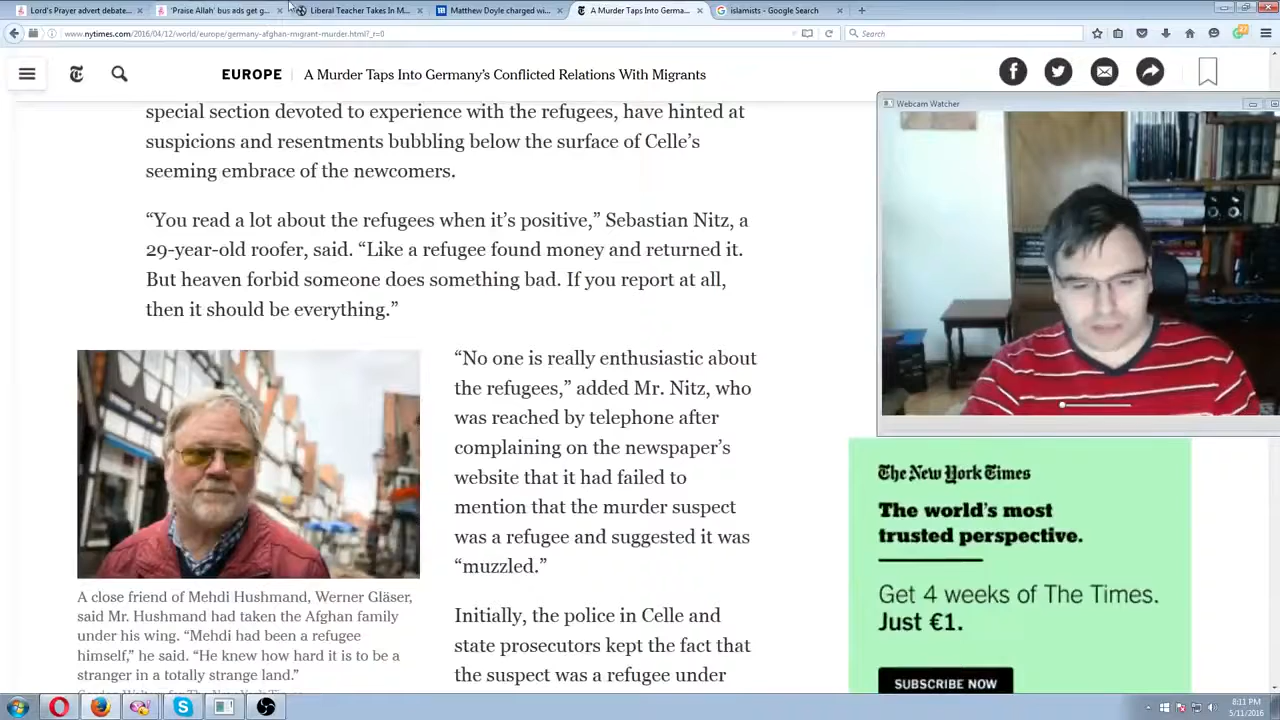 Lord's Prayer advert debate...
'Praise Allah' bus ads get g...
Liberal Teacher Takes In M...
Matthew Doyle charged wi...
A Murder Taps Into Germa...
islamists - Google Search
www.nytimes.com/2016/04/12/world/europe/germany-afghan-migrant-murder.html?_r=0
Search
EUROPE
A Murder Taps Into Germany's Conflicted Relations With Migrants
Webcam Watcher
special section devoted to experience with the refugees, have hinted at
suspicions and resentments bubbling below the surface of Celle's
seeming embrace of the newcomers.
“You read a lot about the refugees when it's positive,” Sebastian Nitz, a
29-year-old roofer, said. “Like a refugee found money and returned it.
But heaven forbid someone does something bad. If you report at all,
then it should be everything.”
“No one is really enthusiastic about
the refugees,” added Mr. Nitz, who
was reached by telephone after
complaining on the newspaper's
website that it had failed to
mention that the murder suspect
was a refugee and suggested it was
“muzzled.”
Initially, the police in Celle and
state prosecutors kept the fact that
the suspect was a refugee under
A close friend of Mehdi Hushmand, Werner Gläser,
said Mr. Hushmand had taken the Afghan family
under his wing. “Mehdi had been a refugee
himself,” he said. “He knew how hard it is to be a
stranger in a totally strange land.”
The New York Times
The world's most
trusted perspective.
Get 4 weeks of The Times.
Just €1.
SUBSCRIBE NOW
8:11 PM
5/11/2016